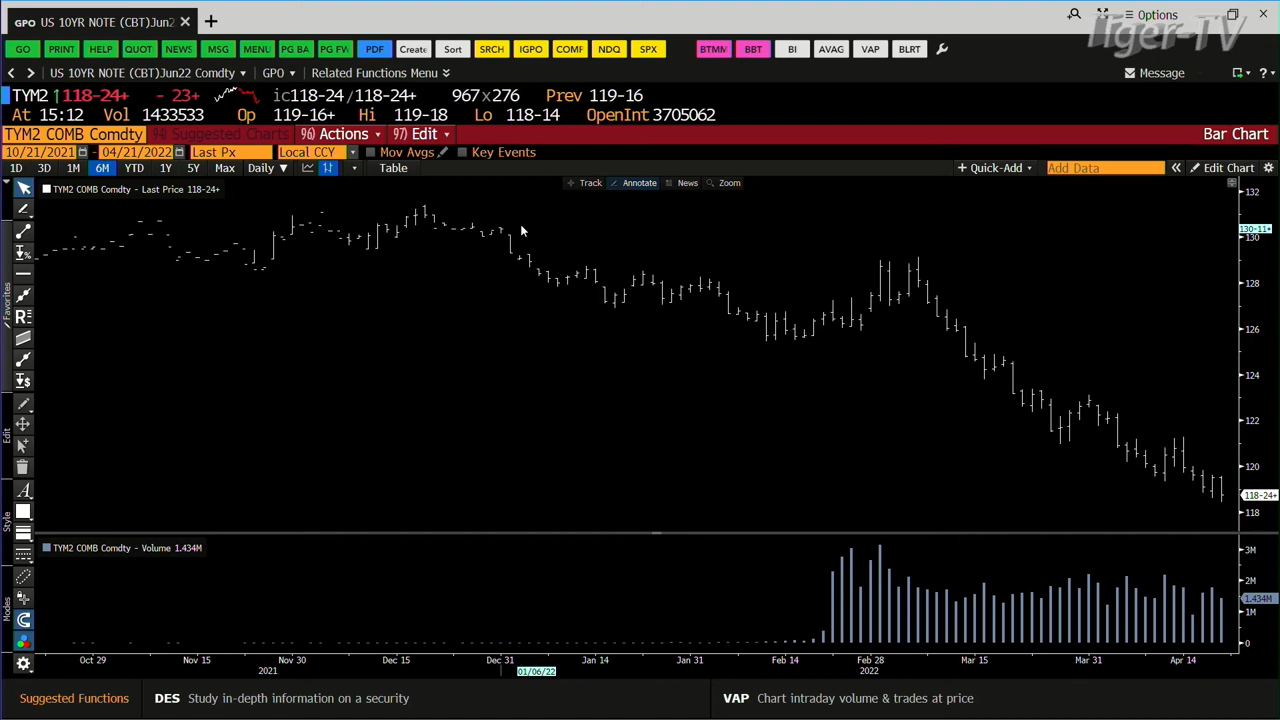 GPO US 10YR NOTE (CBT)Jun2
Options
Tiger-TV
GO PRINT HELP QUOT NEWS MSG MENU PG BA PG FV PDF Create Sort SRCH IGPO COMF NDQ SPX BTMM BBT BI AVAG VAP BLRT
US 10YR NOTE (CBT)Jun22 Comdty GPO Related Functions Menu Message ?
TYM2 ↑118-24+ - 23+ ic118-24/118-24+ 967x276 Prev 119-16
At 15:12 Vol 1433533 Op 119-16+ Hi 119-18 Lo 118-14 OpenInt 3705062
TYM2 COMB Comdty 94) Suggested Charts 96) Actions 97) Edit Bar Chart
10/21/2021 - 04/21/2022 Last Px Local CCY Mov Avgs Key Events
1D 3D 1M 6M YTD 1Y 5Y Max Daily ▼ Table + Quick-Add Add Data « Edit Chart
Track Annotate News Zoom
TYM2 COMB Comdty - Last Price 118-24+
132
130-11+
130
128
126
124
122
120
118-24+
118
Favorites
Edit
Style
Modes
TYM2 COMB Comdty - Volume 1.434M
3M
2M
1.434M
1M
0
Oct 29 Nov 15 Nov 30 Dec 15 Dec 31 Jan 14 Jan 31 Feb 14 Feb 28 Mar 15 Mar 31 Apr 14
2021 01/06/22 2022
Suggested Functions DES Study in-depth information on a security VAP Chart intraday volume & trades at price